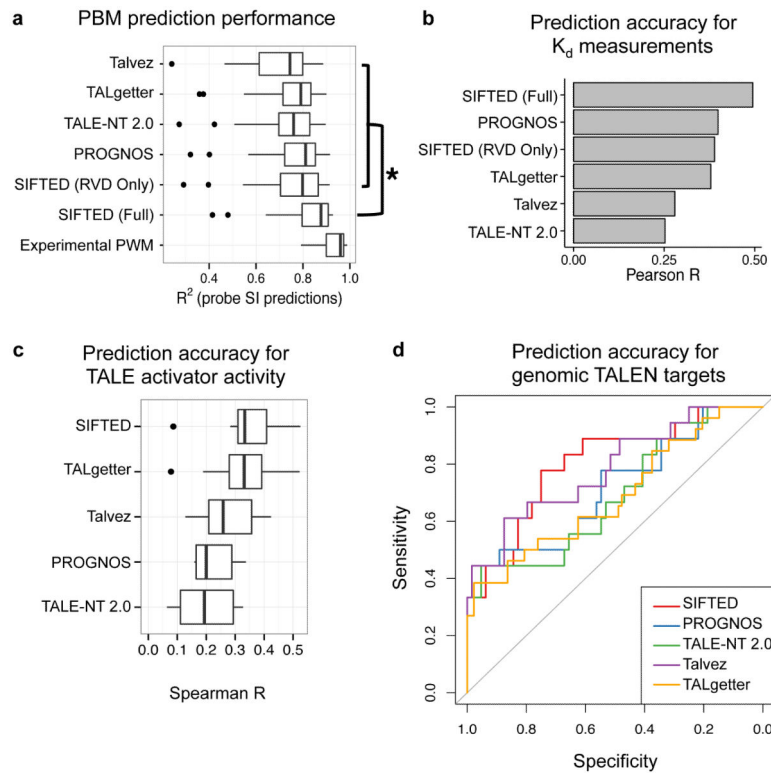 a PBM prediction performance
Talvez
TALgetter
TALE-NT 2.0
PROGNOS
SIFTED (RVD Only)
SIFTED (Full)
Experimental PWM
*
0.4 0.6 0.8 1.0
R² (probe SI predictions)
b Prediction accuracy for
Kd measurements
SIFTED (Full)
PROGNOS
SIFTED (RVD Only)
TALgetter
Talvez
TALE-NT 2.0
0.00 0.25 0.50
Pearson R
c Prediction accuracy for
TALE activator activity
SIFTED
TALgetter
Talvez
PROGNOS
TALE-NT 2.0
0.0 0.1 0.2 0.3 0.4 0.5
Spearman R
d Prediction accuracy for
genomic TALEN targets
Sensitivity
1.0
0.8
0.6
0.4
0.2
0.0
SIFTED
PROGNOS
TALE-NT 2.0
Talvez
TALgetter
1.0 0.8 0.6 0.4 0.2 0.0
Specificity